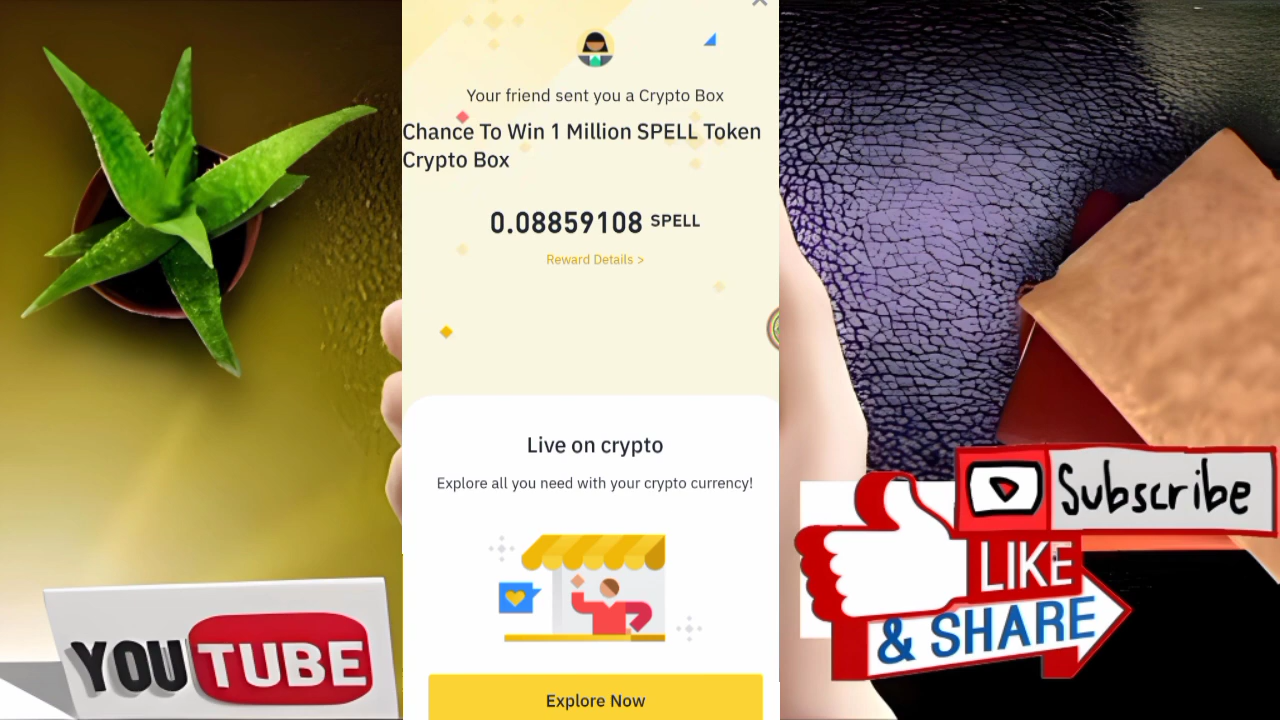 Your friend sent you a Crypto Box
Chance To Win 1 Million SPELL Token
Crypto Box
0.08859108 SPELL
Reward Details >
Live on crypto
Explore all you need with your crypto currency!
Explore Now
YOUTUBE
Subscribe
LIKE
& SHARE